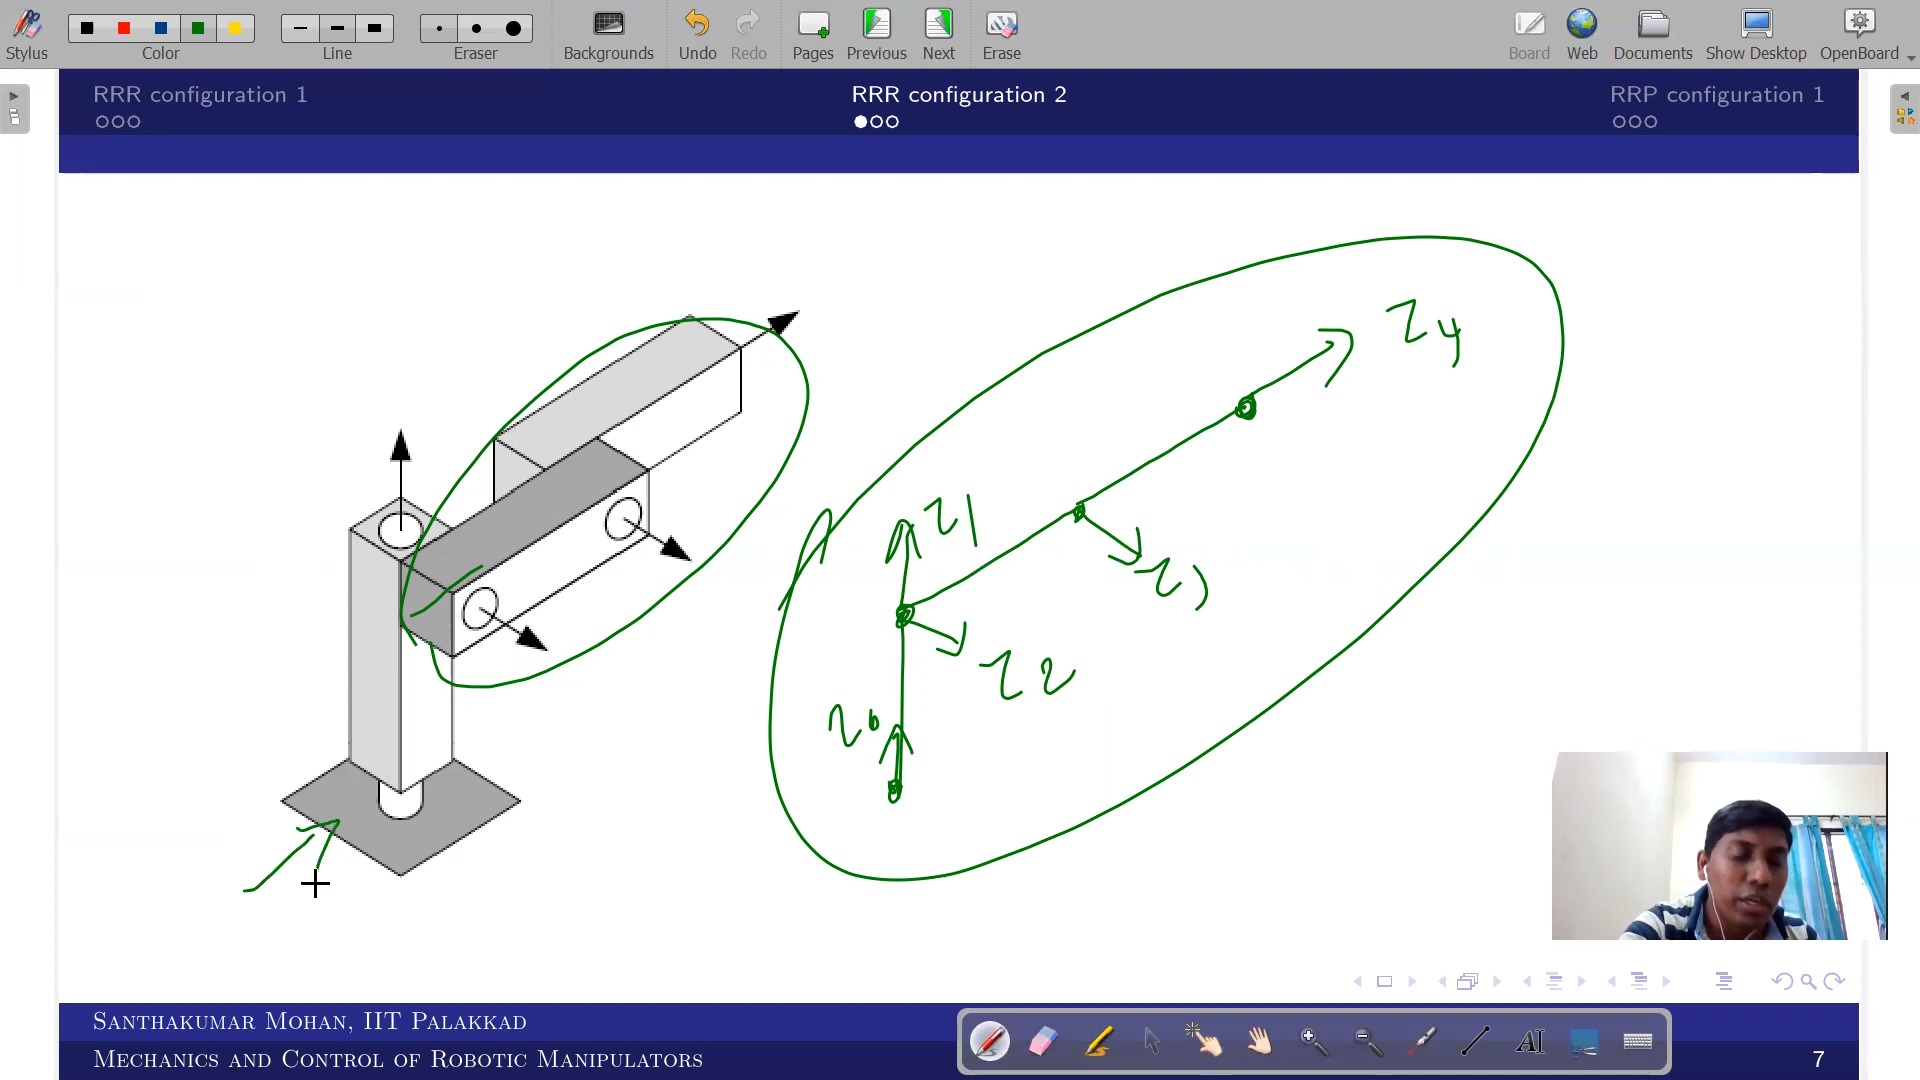 Stylus
Color
Line
Eraser
Backgrounds
Undo
Redo
Pages
Previous
Next
Erase
Board
Web
Documents
Show Desktop
OpenBoard
RRR configuration 1
RRR configuration 2
RRP configuration 1
Z4
Z1
Z3
Z2
Z0
SANTHAKUMAR MOHAN, IIT PALAKKAD
MECHANICS AND CONTROL OF ROBOTIC MANIPULATORS
AI
7